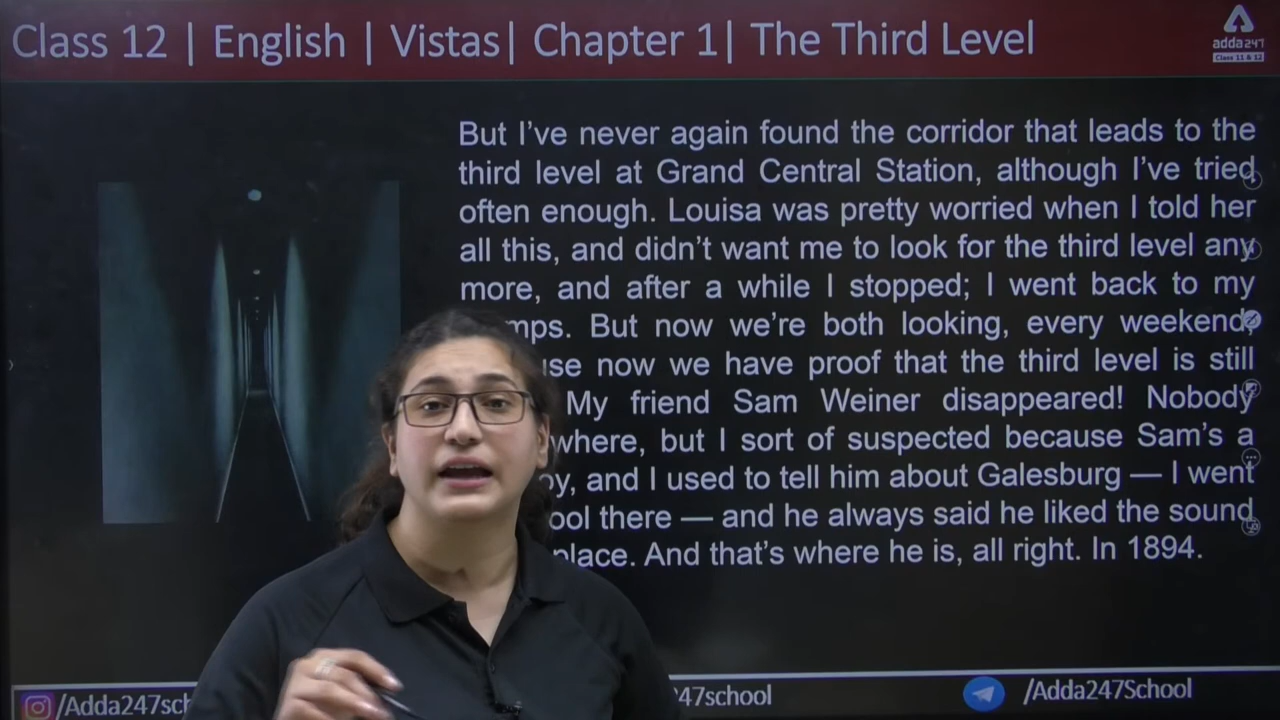 Class 12 | English | Vistas| Chapter 1| The Third Level
adda247
Class 11 & 12
But I've never again found the corridor that leads to the
third level at Grand Central Station, although I've tried
often enough. Louisa was pretty worried when I told her
all this, and didn't want me to look for the third level any
more, and after a while I stopped; I went back to my
mps. But now we're both looking, every weekend,
use now we have proof that the third level is still
My friend Sam Weiner disappeared! Nobody
where, but I sort of suspected because Sam's a
oy, and I used to tell him about Galesburg — I went
ool there — and he always said he liked the sound
place. And that's where he is, all right. In 1894.
/Adda247sch
247school
/Adda247School